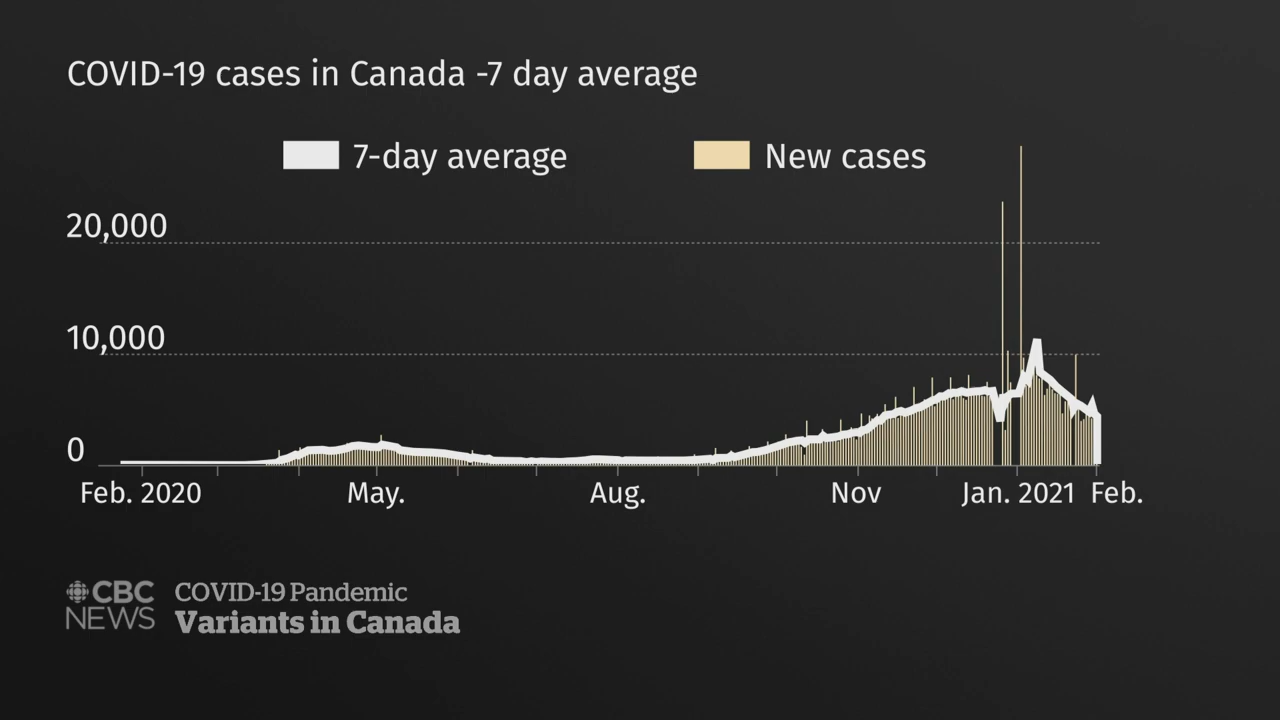 COVID-19 cases in Canada -7 day average
7-day average
New cases
20,000
10,000
0
Feb. 2020
May.
Aug.
Nov
Jan. 2021
Feb.
CBC
NEWS
COVID-19 Pandemic
Variants in Canada